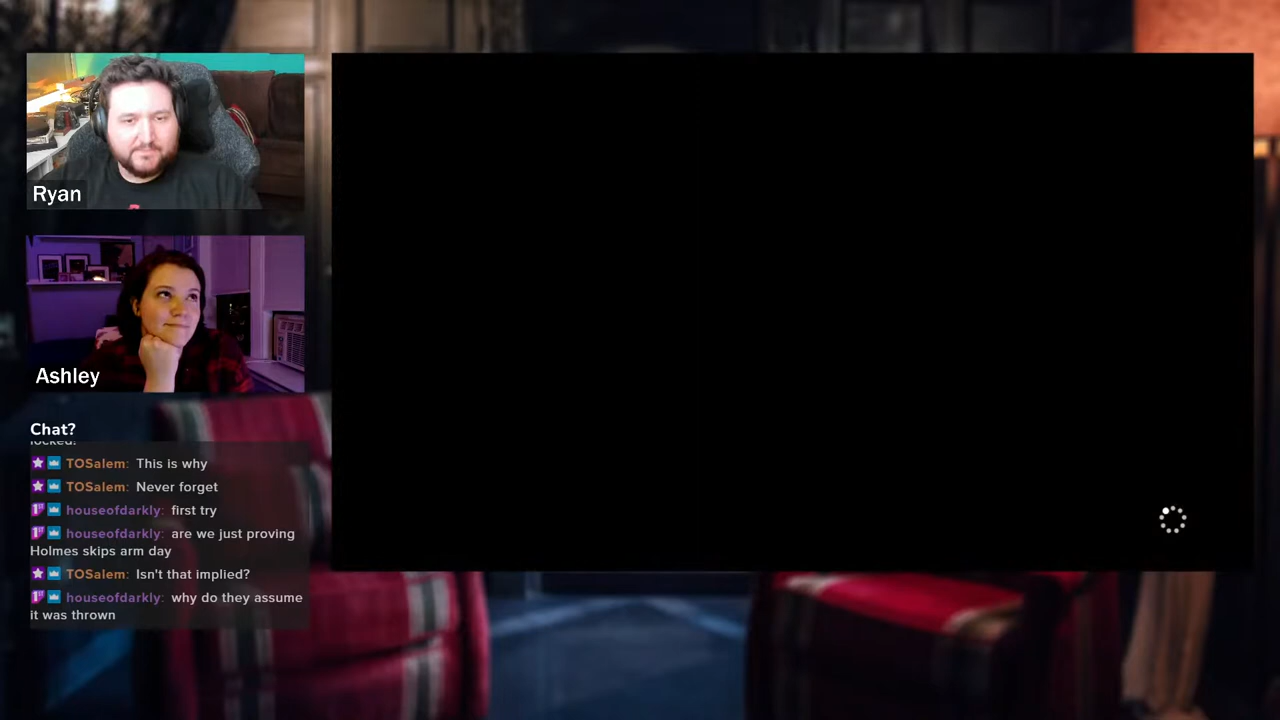 Ryan
Ashley
Chat?
locked!
TOSalem: This is why
TOSalem: Never forget
houseofdarkly: first try
houseofdarkly: are we just proving
Holmes skips arm day
TOSalem: Isn't that implied?
houseofdarkly: why do they assume
it was thrown